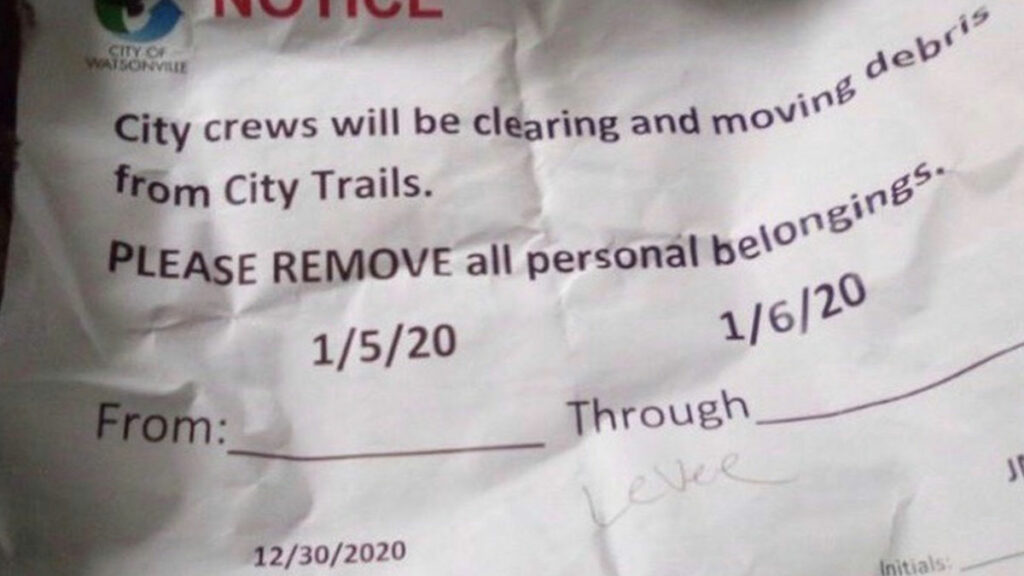 NOTICE
CITY OF
WATSONVILLE
City crews will be clearing and moving debris
from City Trails.
PLEASE REMOVE all personal belongings.
1/5/20 1/6/20
From: Through
Levee
12/30/2020
Initials: